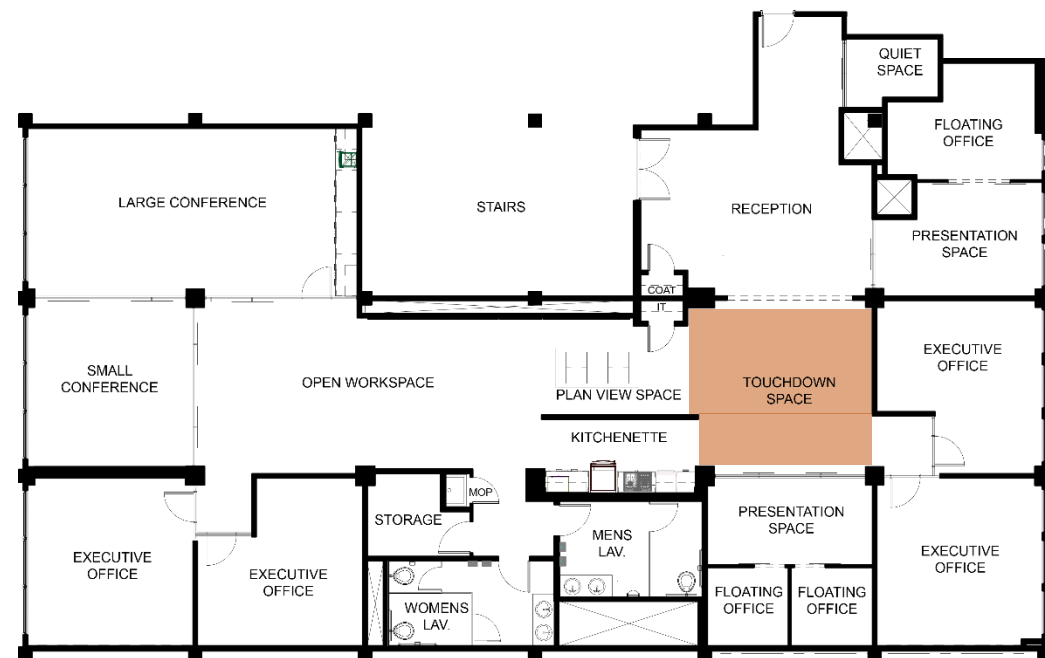 QUIET
SPACE
FLOATING
OFFICE
LARGE CONFERENCE
STAIRS
RECEPTION
PRESENTATION
SPACE
COAT
IT
SMALL
CONFERENCE
OPEN WORKSPACE
PLAN VIEW SPACE
TOUCHDOWN
SPACE
EXECUTIVE
OFFICE
KITCHENETTE
MOP
STORAGE
MENS
LAV.
PRESENTATION
SPACE
EXECUTIVE
OFFICE
EXECUTIVE
OFFICE
WOMENS
LAV.
FLOATING
OFFICE
FLOATING
OFFICE
EXECUTIVE
OFFICE